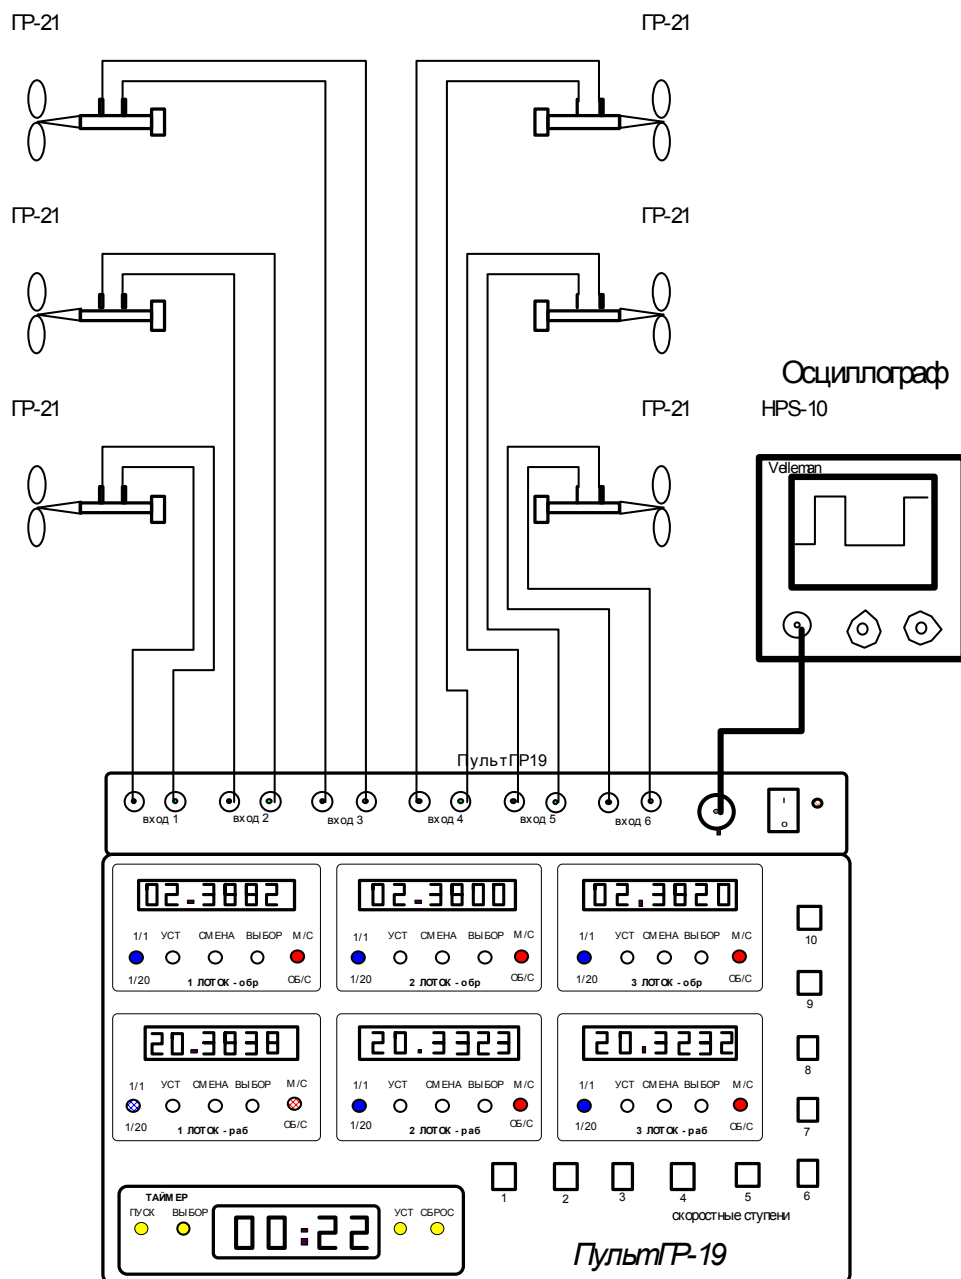 ГР-21 ГР-21
ГР-21 ГР-21
Осциллограф
ГР-21 ГР-21 HPS-10
Velleman
Пульт ГР19
I
O
вход 1 вход 2 вход 3 вход 4 вход 5 вход 6
02.3882 02.3800 02.3820
1/1 УСТ СМЕНА ВЫБОР М/С 1/1 УСТ СМЕНА ВЫБОР М/С 1/1 УСТ СМЕНА ВЫБОР М/С
10
1/20 1 ЛОТОК - обр ОБ/С 1/20 2 ЛОТОК - обр ОБ/С 1/20 3 ЛОТОК - обр ОБ/С
9
20.3838 20.3323 20.3232
8
1/1 УСТ СМЕНА ВЫБОР М/С 1/1 УСТ СМЕНА ВЫБОР М/С 1/1 УСТ СМЕНА ВЫБОР М/С
1/20 1 ЛОТОК - раб ОБ/С 1/20 2 ЛОТОК - раб ОБ/С 1/20 3 ЛОТОК - раб ОБ/С
7
1 2 3 4 5 6
ТАЙМЕР
ПУСК ВЫБОР 00:22 УСТ СБРОС
скоростные ступени
ПультГР-19